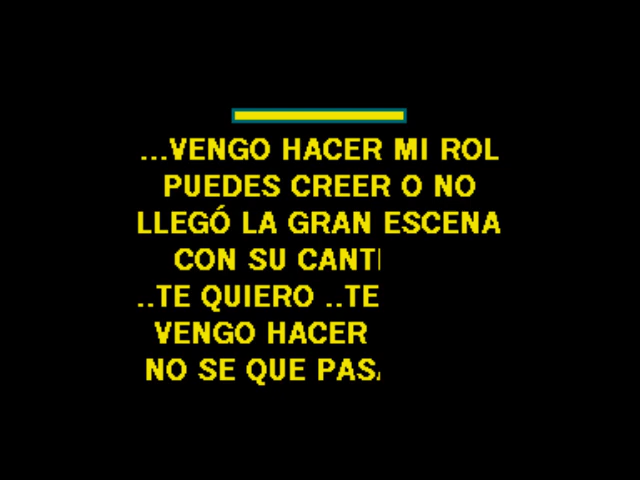 ...VENGO HACER MI ROL
PUEDES CREER O NO
LLEGÓ LA GRAN ESCENA
CON SU
..TE QUIERO ..TE
VENGO HACER
NO SE QUE